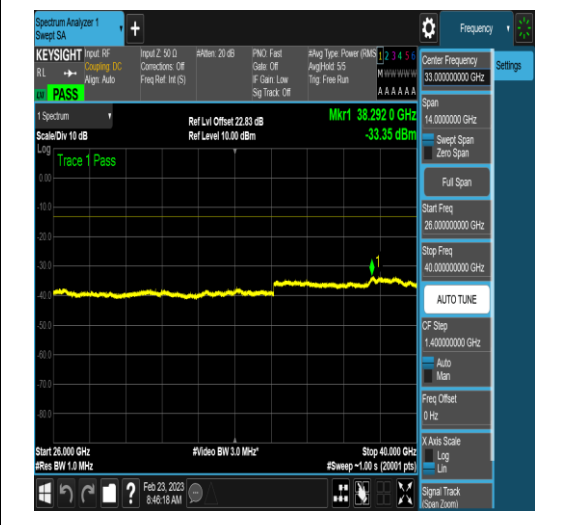 Spectrum Analyzer 1
Swept SA
+
Frequency
KEYSIGHT
RL
Input: RF
Coupling: DC
Align: Auto
Input Z: 50 Ω
Corrections: Off
Freq Ref: Int (S)
#Atten: 20 dB
PNO: Fast
Gate: Off
IF Gain: Low
Sig Track: Off
#Avg Type: Power (RMS
Avg|Hold: 5/5
Trig: Free Run
1 2 3 4 5 6
M W W W W W
A A A A A A
PASS
1 Spectrum
Scale/Div 10 dB
Ref Lvl Offset 22.83 dB
Ref Level 10.00 dBm
Mkr1 38.292 0 GHz
-33.35 dBm
Log
Trace 1 Pass
0.00
-10.0
-20.0
-30.0
-40.0
-50.0
-60.0
-70.0
-80.0
1
Start 26.000 GHz
#Res BW 1.0 MHz
#Video BW 3.0 MHz*
Stop 40.000 GHz
#Sweep ~1.00 s (20001 pts)
Feb 23, 2023
8:46:18 AM
?
Settings
Center Frequency
33.000000000 GHz
Span
14.0000000 GHz
Swept Span
Zero Span
Full Span
Start Freq
26.000000000 GHz
Stop Freq
40.000000000 GHz
AUTO TUNE
CF Step
1.400000000 GHz
Auto
Man
Freq Offset
0 Hz
X Axis Scale
Log
Lin
Signal Track
(Span Zoom)